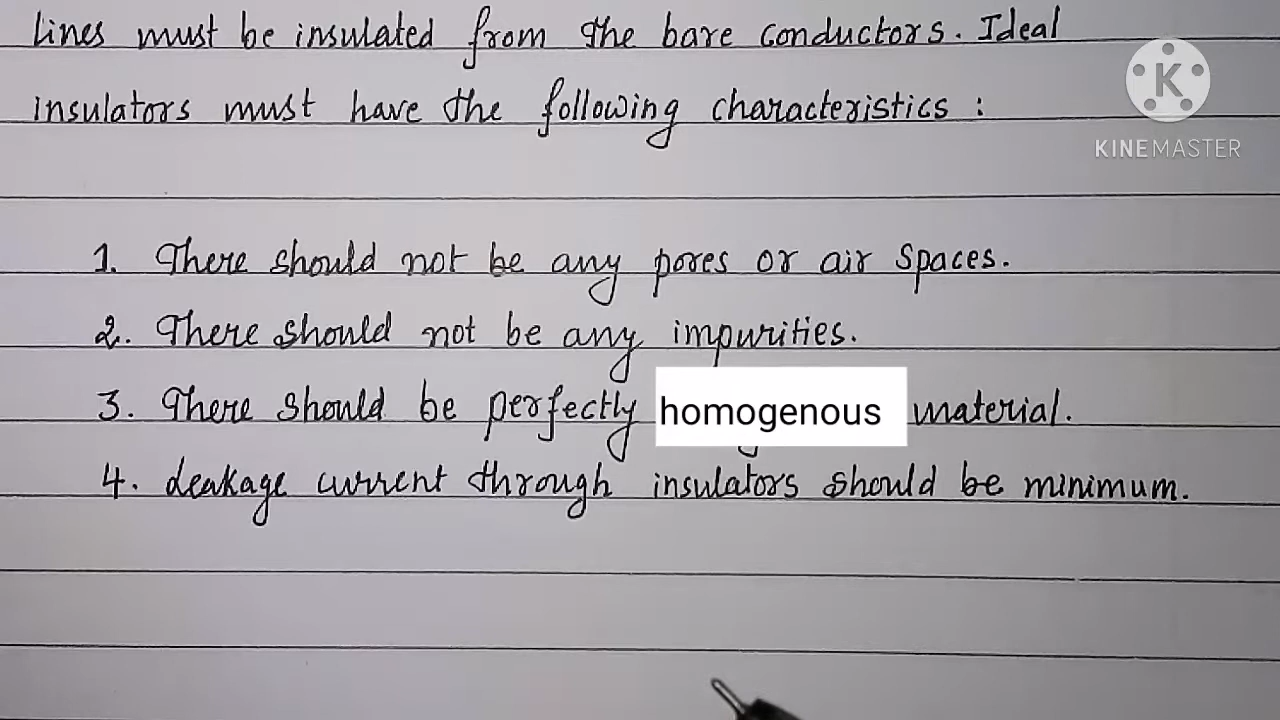 lines must be insulated from the bare conductors. Ideal
insulators must have the following characteristics :
1. There should not be any pores or air spaces.
2. There should not be any impurities.
3. There should be perfectly homogenous material.
4. Leakage current through insulators should be minimum.
K
KINEMASTER